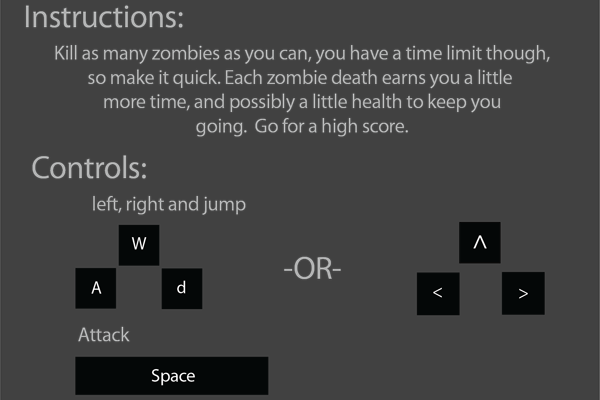 Instructions:
Kill as many zombies as you can, you have a time limit though,
so make it quick. Each zombie death earns you a little
more time, and possibly a little health to keep you
going.  Go for a high score.
Controls:
left, right and jump
W
A d
-OR-
^
< >
Attack
Space